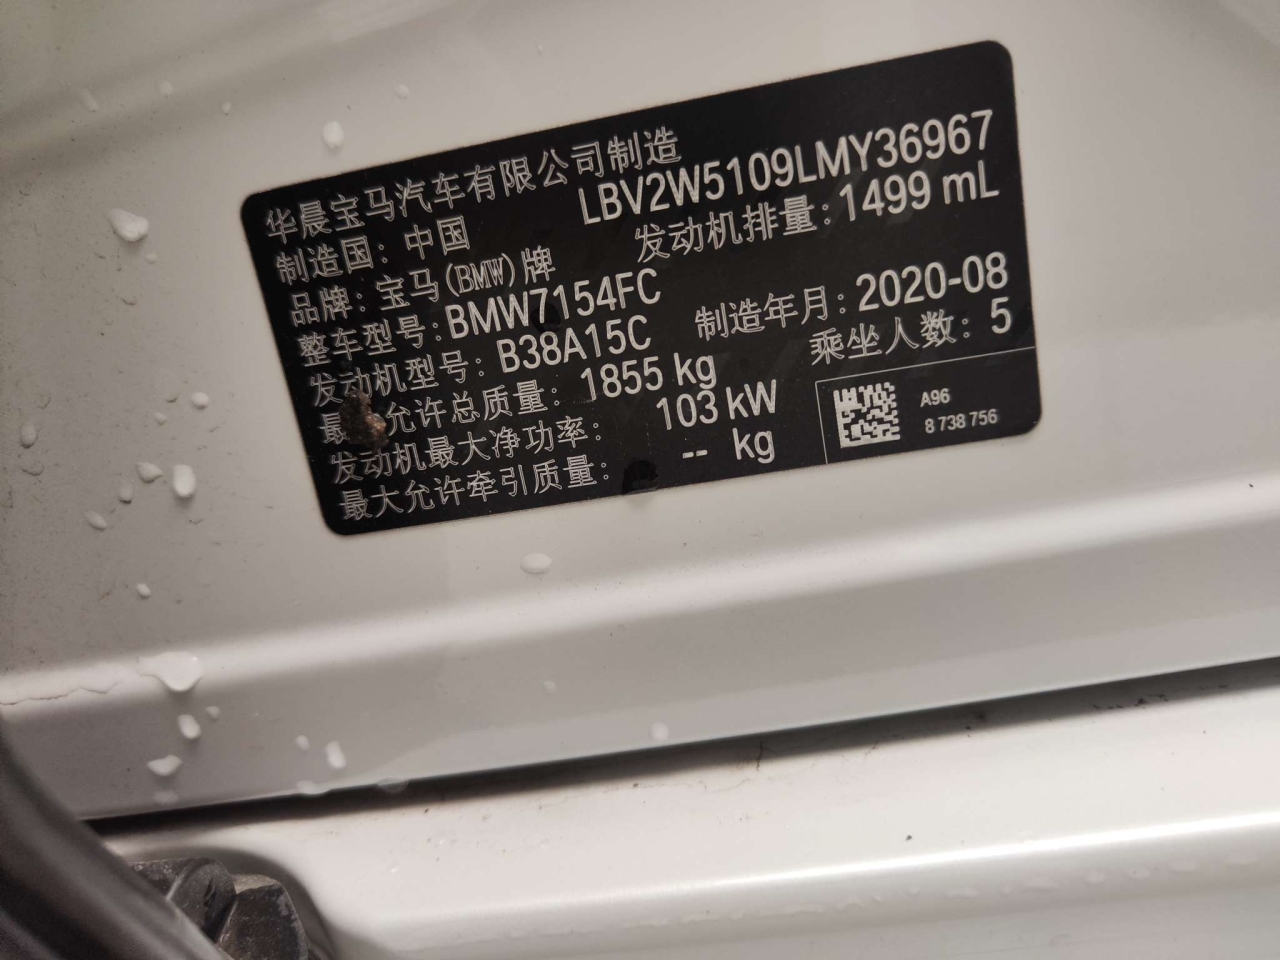 华晨宝马汽车有限公司制造
制造国：中国 LBV2W5109LMY36967
品牌：宝马(BMW)牌 发动机排量：1499 mL
整车型号：BMW7154FC
发动机型号：B38A15C 制造年月：2020-08
最 允许总质量：1855 kg 乘坐人数：5
发动机最大净功率：103 kW
最大允许牵引质量：-- kg
A96
8 738 756